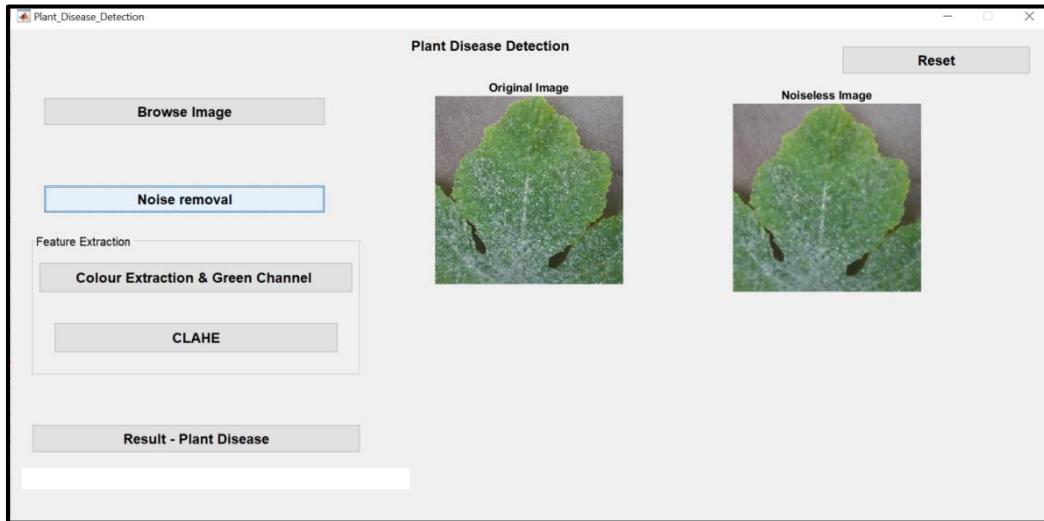 Plant_Disease_Detection
Plant Disease Detection
Reset
Original Image
Noiseless Image
Browse Image
Noise removal
Feature Extraction
Colour Extraction & Green Channel
CLAHE
Result - Plant Disease